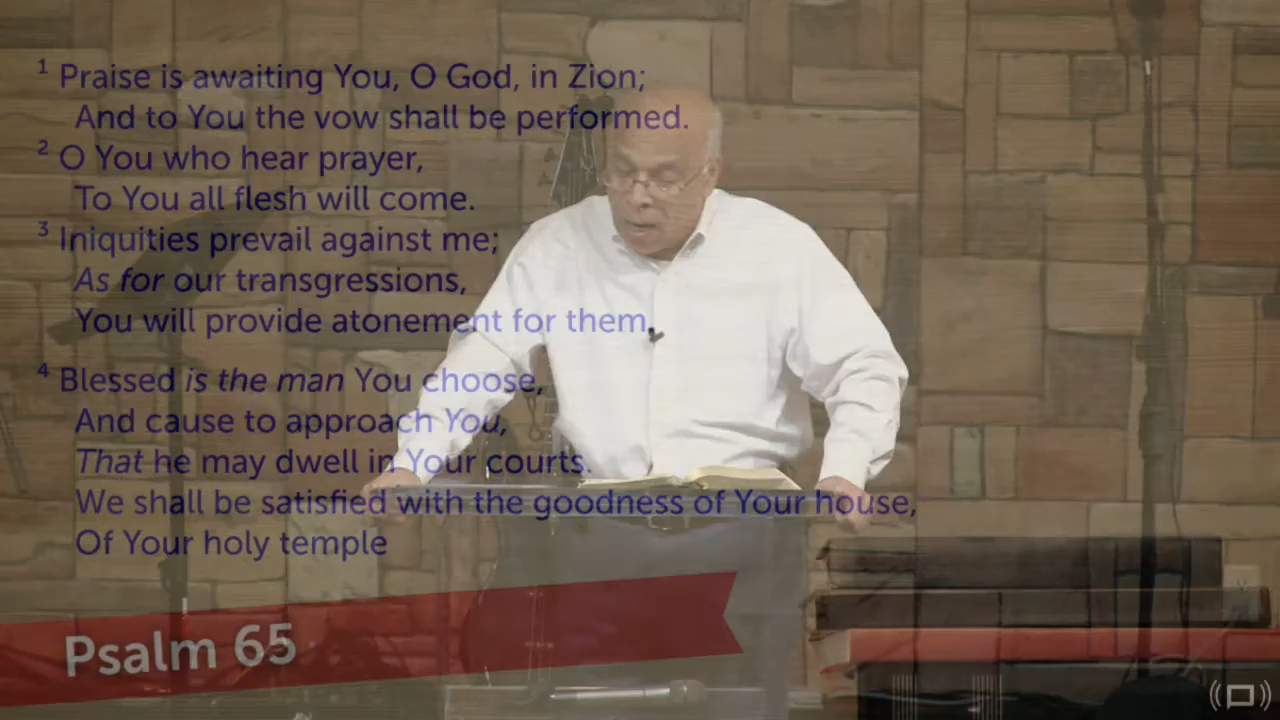 1 Praise is awaiting You, O God, in Zion;
And to You the vow shall be performed.
2 O You who hear prayer,
To You all flesh will come.
3 Iniquities prevail against me;
As for our transgressions,
You will provide atonement for them.
4 Blessed is the man You choose,
And cause to approach You,
That he may dwell in Your courts.
We shall be satisfied with the goodness of Your house,
Of Your holy temple
Psalm 65